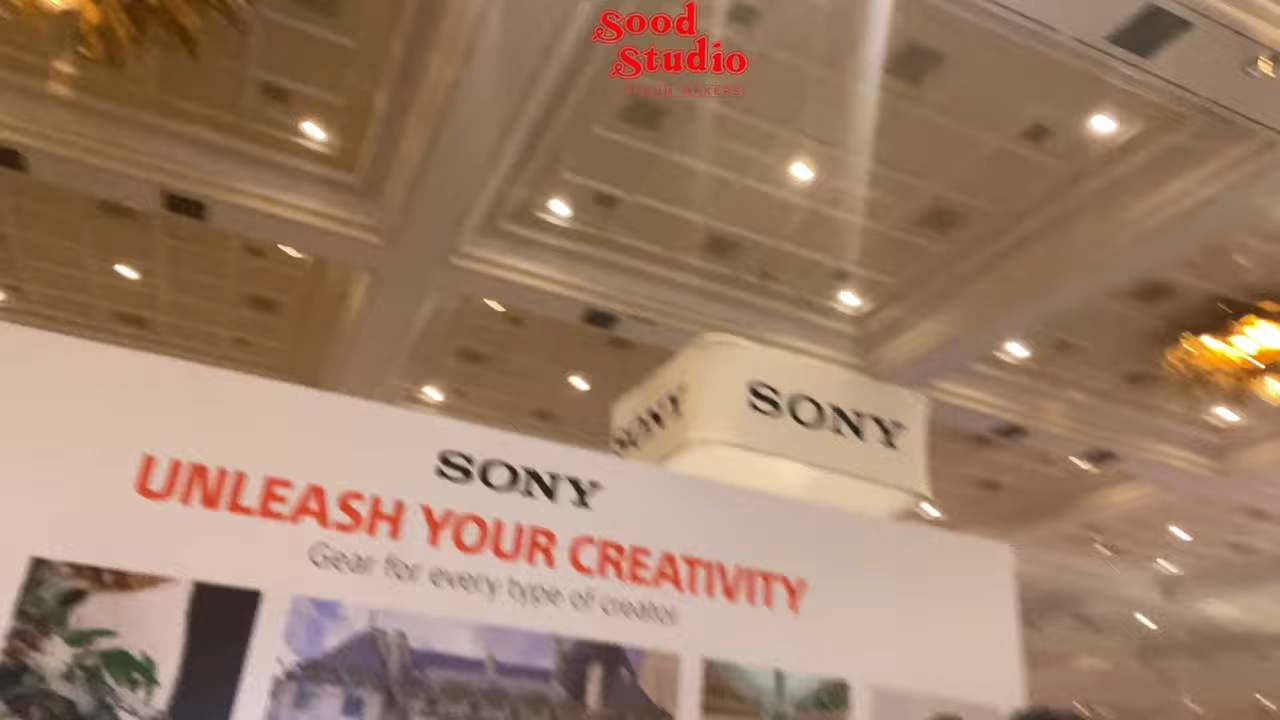 Sood
Studio
SONY
SONY
SONY
UNLEASH YOUR CREATIVITY
Gear for every type of creator